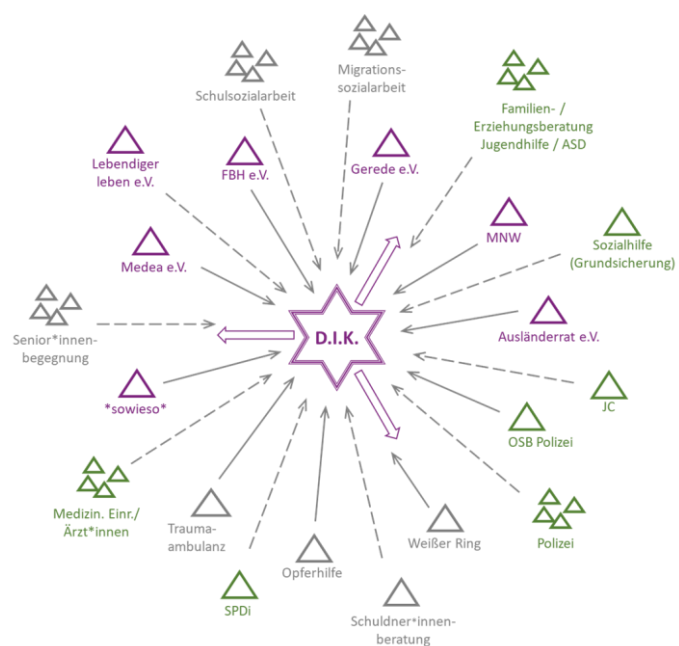 Schulsozialarbeit
Migrations-
sozialarbeit
Familien- /
Erziehungsberatung
Jugendhilfe / ASD
Lebendiger
leben e.V.
FBH e.V.
Gerede e.V.
MNW
Sozialhilfe
(Grundsicherung)
Medea e.V.
Senior*innen-
begegnung
D.I.K.
Ausländerrat e.V.
*sowieso*
JC
OSB Polizei
Medizin. Einr./
Ärzt*innen
Trauma-
ambulanz
Opferhilfe
Weißer Ring
Polizei
SPDi
Schuldner*innen-
beratung